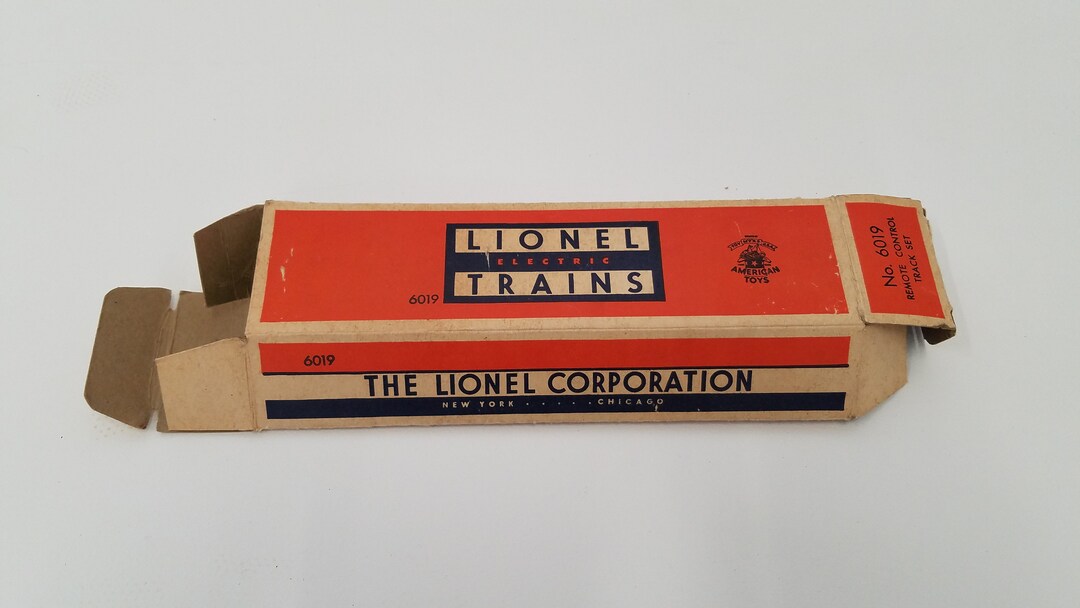 LIONEL
ELECTRIC
TRAINS
6019
AMERICAN
TOYS
No. 6019
REMOTE CONTROL
TRACK SET
6019
THE LIONEL CORPORATION
NEW YORK · · · · · CHICAGO